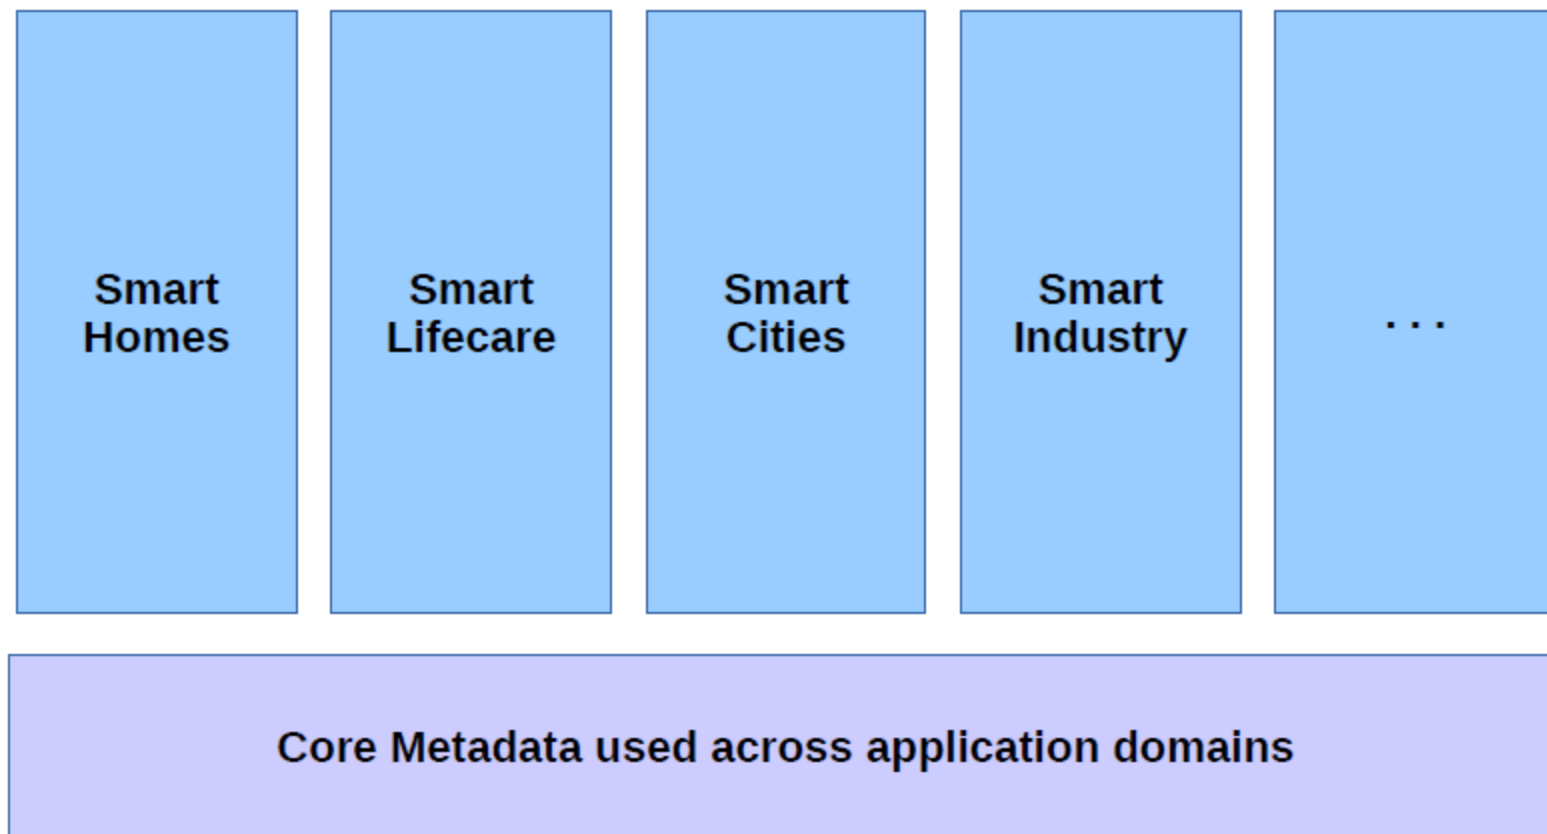 Smart
Homes
Smart
Lifecare
Smart
Cities
Smart
Industry
. . .
Core Metadata used across application domains